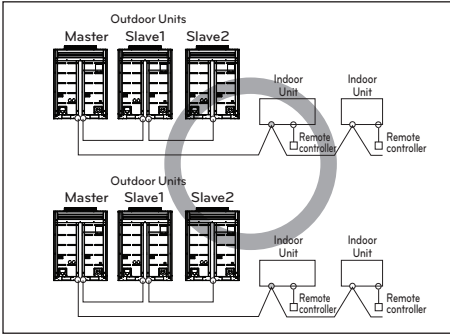 Outdoor Units
Master Slave1 Slave2
Indoor Unit Indoor Unit
Remote controller Remote controller
Outdoor Units
Master Slave1 Slave2
Indoor Unit Indoor Unit
Remote controller Remote controller